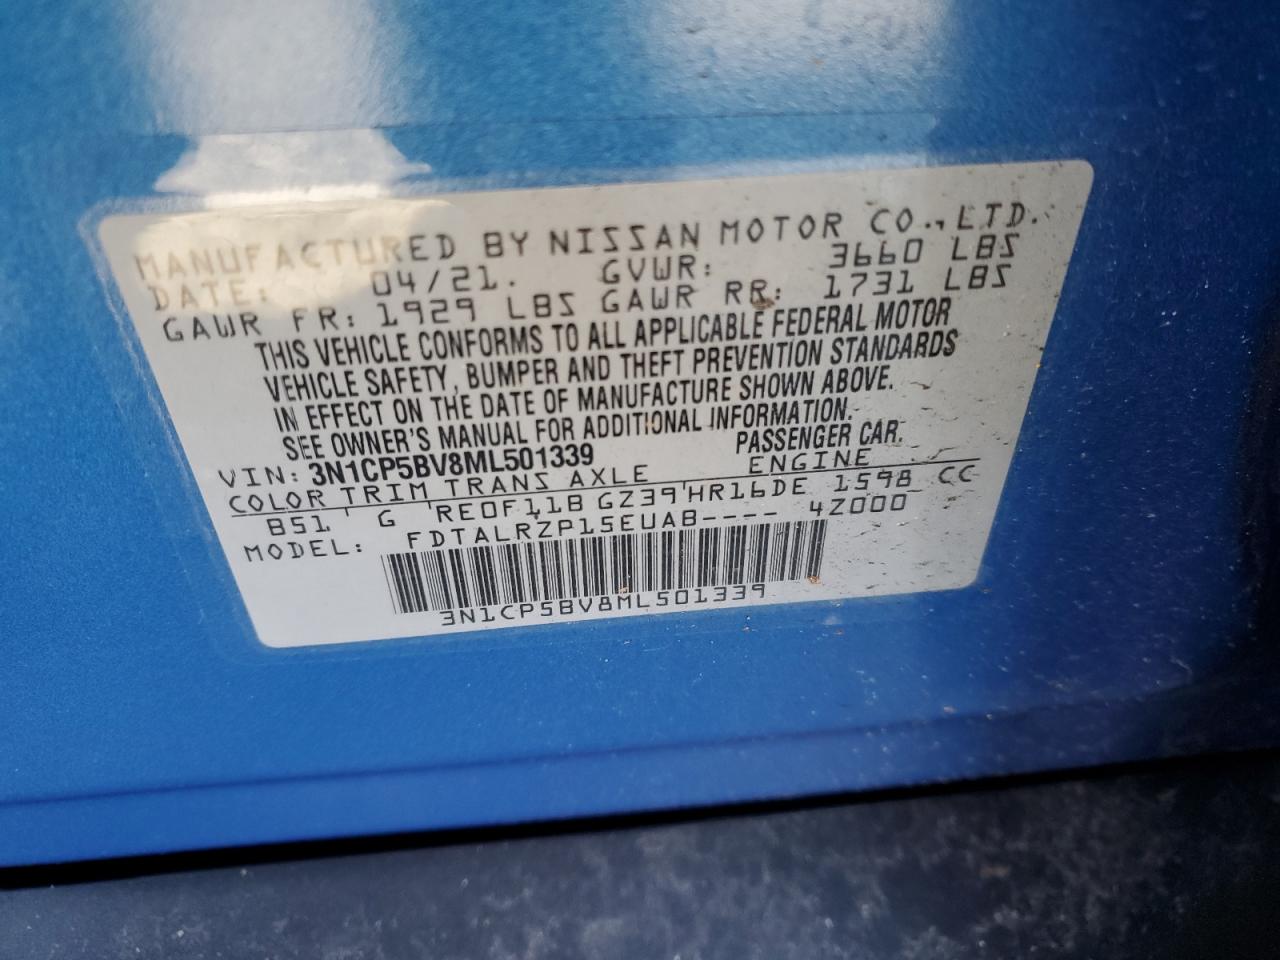 MANUFACTURED BY NISSAN MOTOR CO., LTD.
DATE: 04/21. GVWR: 3660 LBS
GAWR FR: 1929 LBS GAWR RR: 1731 LBS
THIS VEHICLE CONFORMS TO ALL APPLICABLE FEDERAL MOTOR
VEHICLE SAFETY, BUMPER AND THEFT PREVENTION STANDARDS
IN EFFECT ON THE DATE OF MANUFACTURE SHOWN ABOVE.
SEE OWNER'S MANUAL FOR ADDITIONAL INFORMATION.
VIN: 3N1CP5BV8ML501339 PASSENGER CAR.
COLOR TRIM TRANS AXLE ENGINE
B51 G RE0F11B GZ39 HR16DE 1598 CC
MODEL: FDTALRZP15EUAB---- 4Z000
3N1CP5BV8ML501339